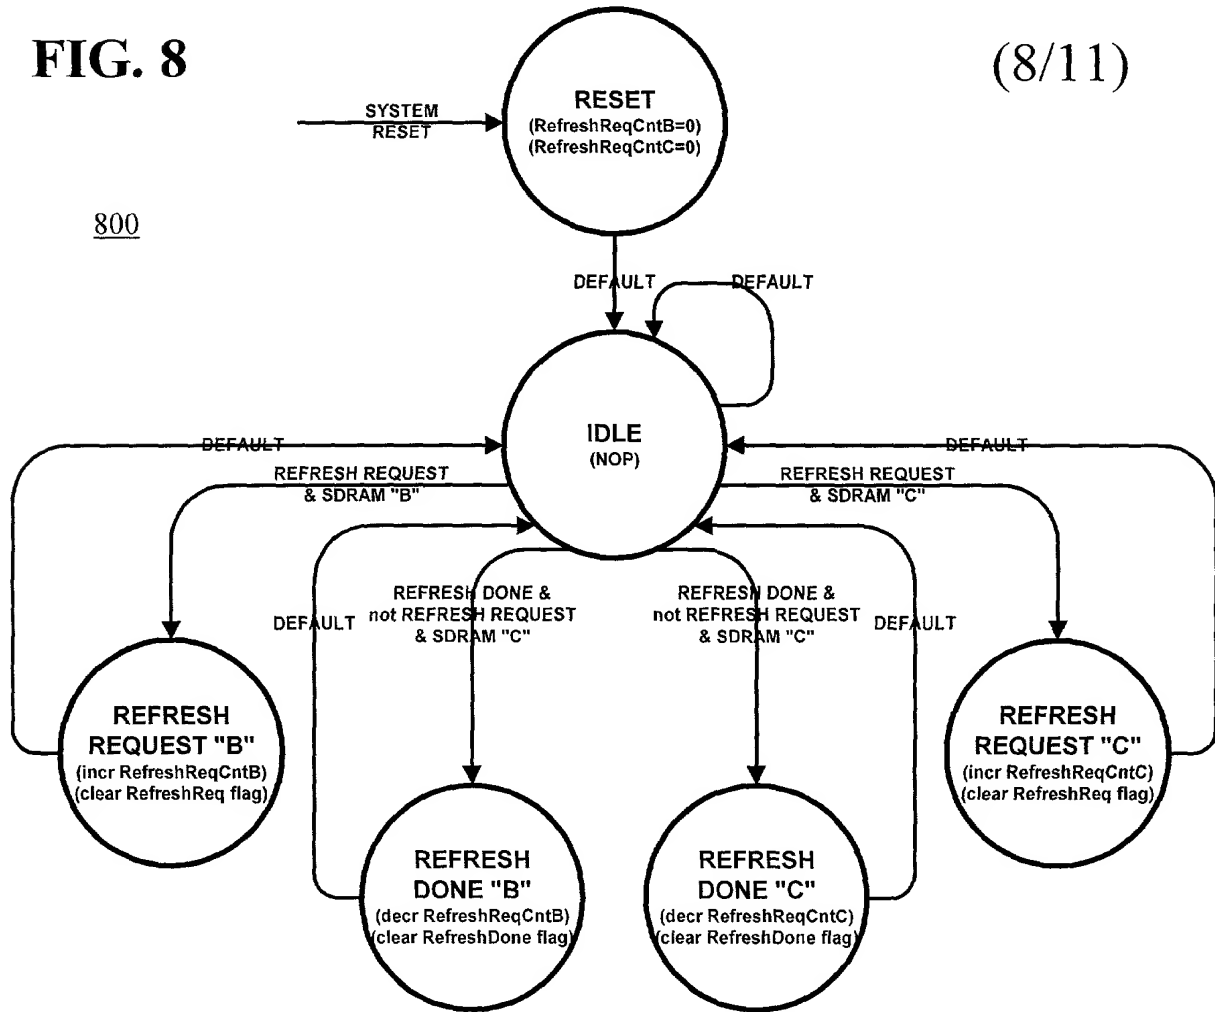 FIG. 8
(8/11)
SYSTEM
RESET
RESET
(RefreshReqCntB=0)
(RefreshReqCntC=0)
800
DEFAULT
DEFAULT
IDLE
(NOP)
DEFAULT
DEFAULT
REFRESH REQUEST
& SDRAM "B"
REFRESH REQUEST
& SDRAM "C"
REFRESH DONE &
not REFRESH REQUEST
& SDRAM "C"
REFRESH DONE &
not REFRESH REQUEST
& SDRAM "C"
DEFAULT
DEFAULT
REFRESH
REQUEST "B"
(incr RefreshReqCntB)
(clear RefreshReq flag)
REFRESH
REQUEST "C"
(incr RefreshReqCntC)
(clear RefreshReq flag)
REFRESH
DONE "B"
(decr RefreshReqCntB)
(clear RefreshDone flag)
REFRESH
DONE "C"
(decr RefreshReqCntC)
(clear RefreshDone flag)